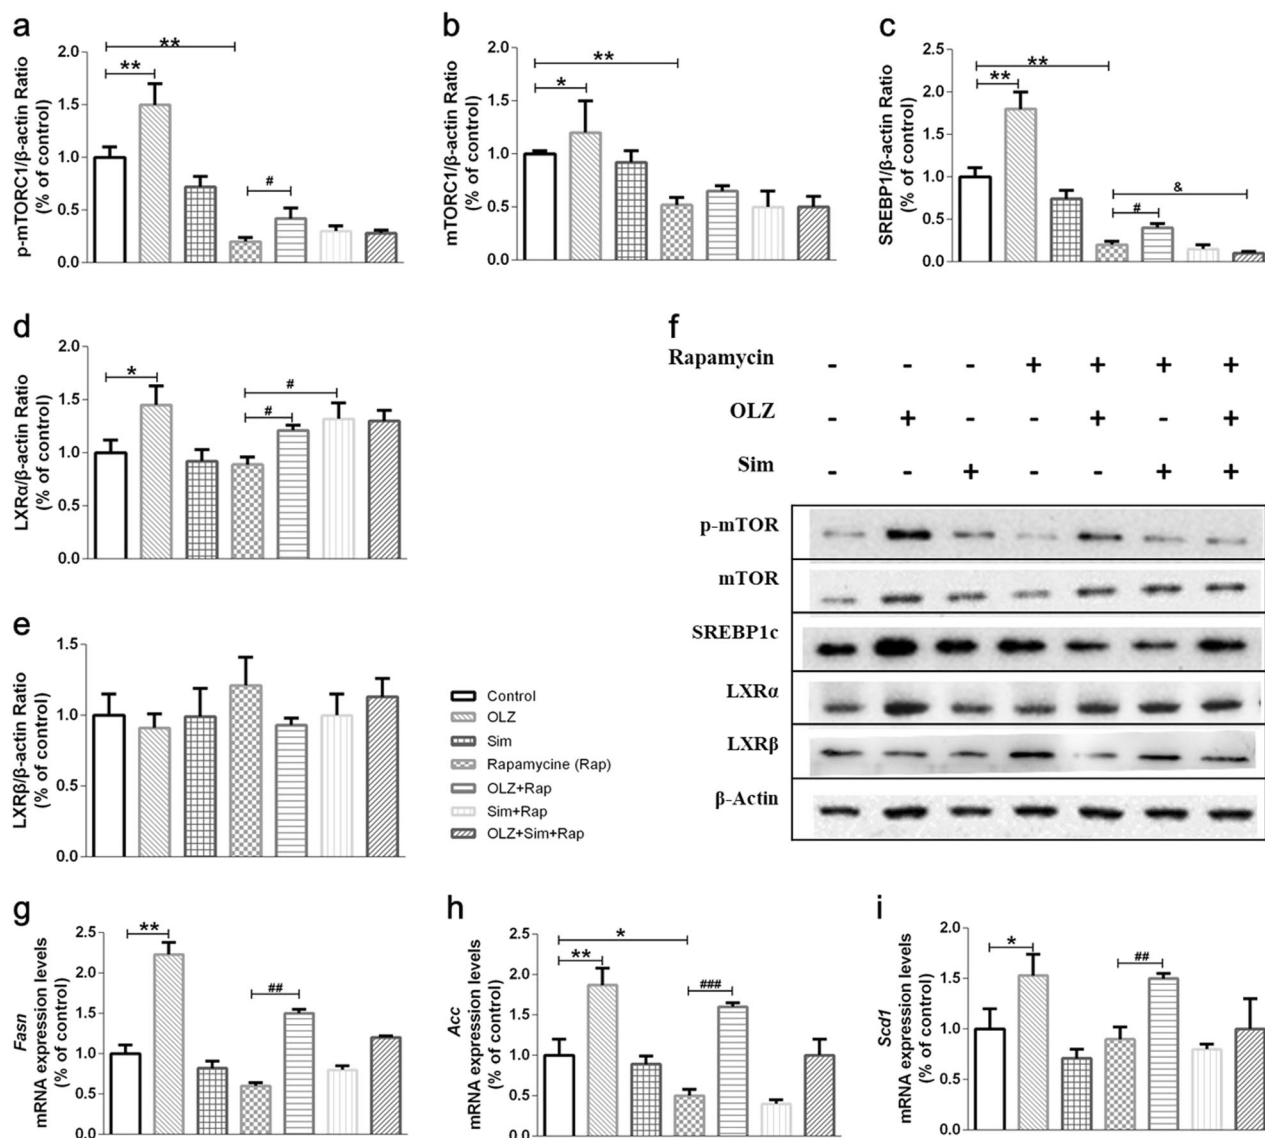 a
p-mTORC1/β-actin Ratio
(% of control)
2.0
1.5
1.0
0.5
0.0
**
**
#
b
mTORC1/β-actin Ratio
(% of control)
2.0
1.5
1.0
0.5
0.0
**
*
c
SREBP1/β-actin Ratio
(% of control)
2.5
2.0
1.5
1.0
0.5
0.0
**
**
&
#
d
LXRα/β-actin Ratio
(% of control)
2.0
1.5
1.0
0.5
0.0
*
#
#
f
Rapamycin - - - + + + +
OLZ - + - - + - +
Sim - - + - - + +
p-mTOR
mTOR
SREBP1c
LXRα
LXRβ
β-Actin
e
LXRβ/β-actin Ratio
(% of control)
1.5
1.0
0.5
0.0
Control
OLZ
Sim
Rapamycine (Rap)
OLZ+Rap
Sim+Rap
OLZ+Sim+Rap
g
Fasn
mRNA expression levels
(% of control)
2.5
2.0
1.5
1.0
0.5
0.0
**
##
h
Acc
mRNA expression levels
(% of control)
2.5
2.0
1.5
1.0
0.5
0.0
*
**
###
i
Scd1
mRNA expression levels
(% of control)
2.0
1.5
1.0
0.5
0.0
*
##